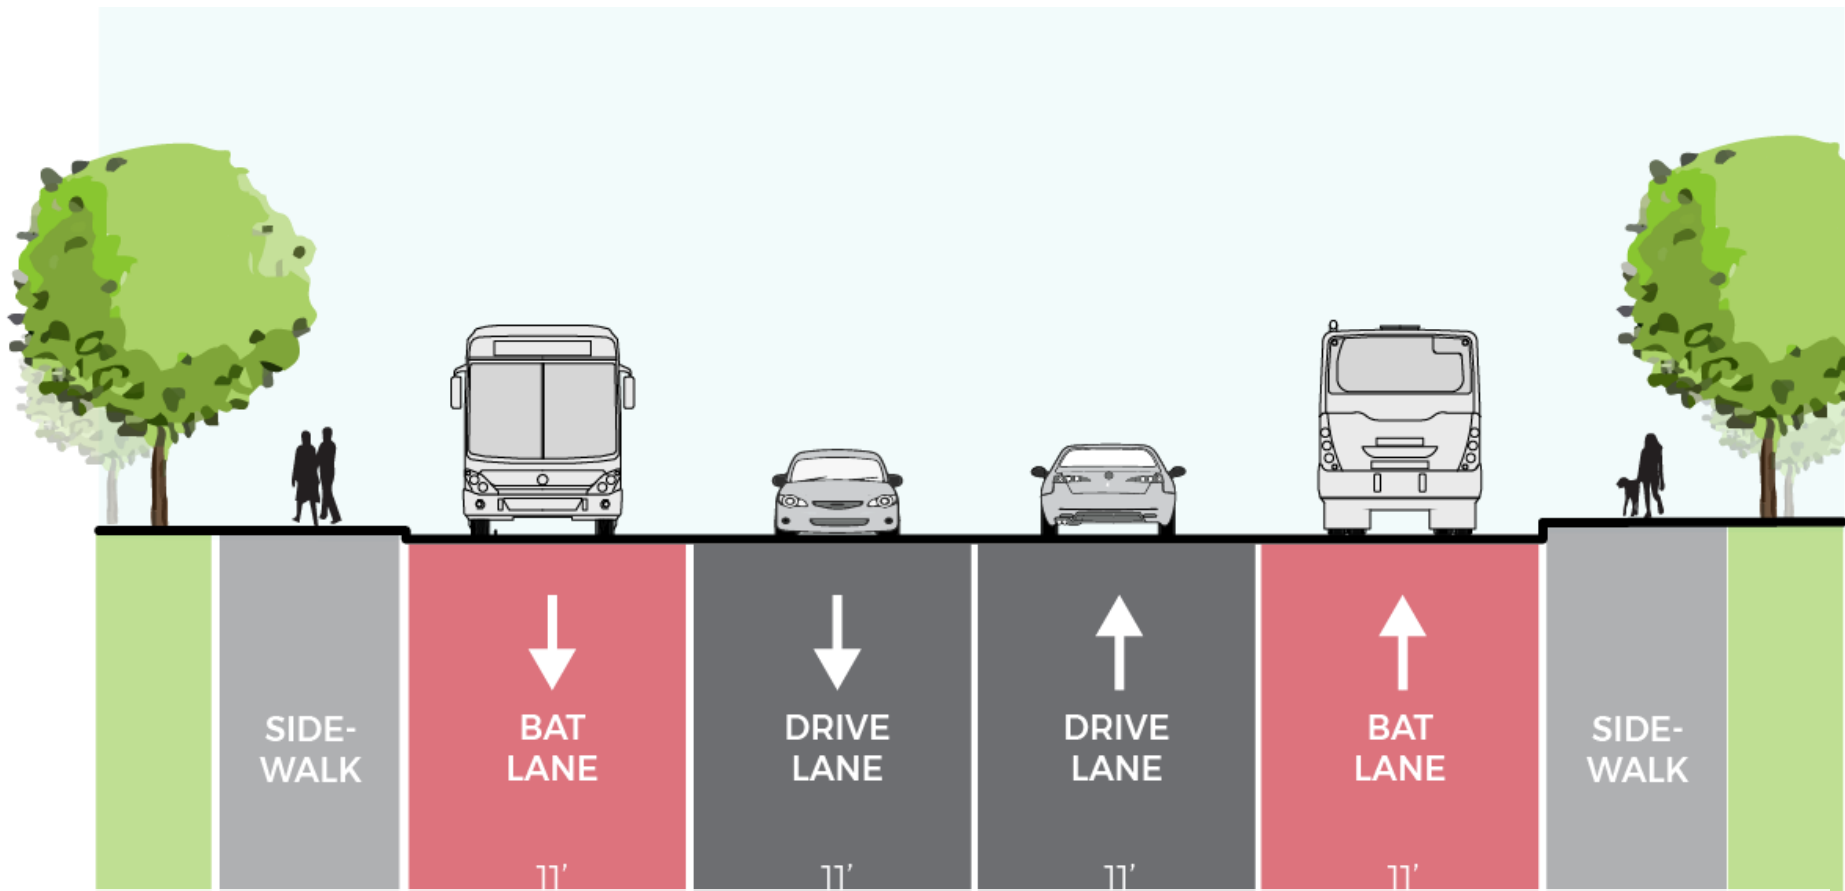 SIDE-
WALK
BAT
LANE
11’
DRIVE
LANE
11’
DRIVE
LANE
11’
BAT
LANE
11’
SIDE-
WALK